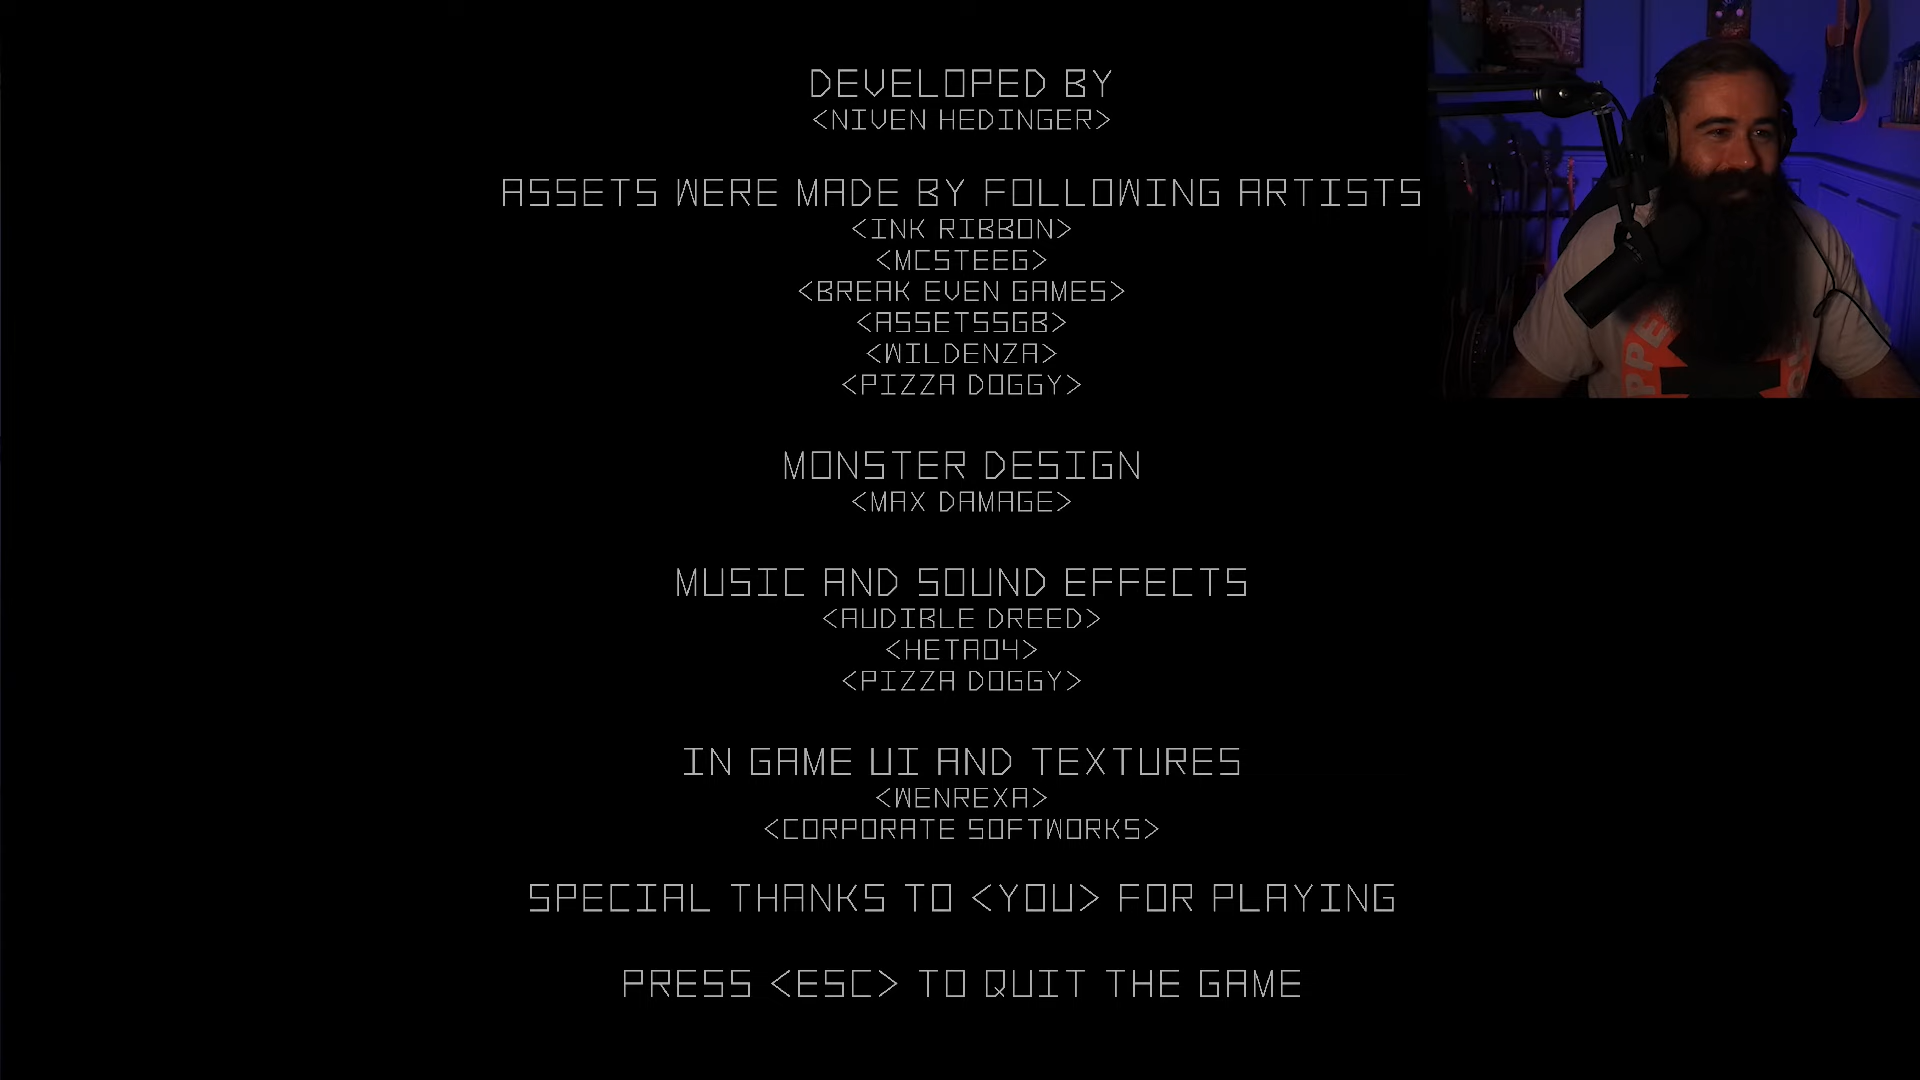 DEVELOPED BY
<NIVEN HEDINGER>
ASSETS WERE MADE BY FOLLOWING ARTISTS
<INK RIBBON>
<MCSTEEG>
<BREAK EVEN GAMES>
<ASSETSSGB>
<WILDENZA>
<PIZZA DOGGY>
MONSTER DESIGN
<MAX DAMAGE>
MUSIC AND SOUND EFFECTS
<AUDIBLE DREED>
<HETA04>
<PIZZA DOGGY>
IN GAME UI AND TEXTURES
<WENREXA>
<CORPORATE SOFTWORKS>
SPECIAL THANKS TO <YOU> FOR PLAYING
PRESS <ESC> TO QUIT THE GAME